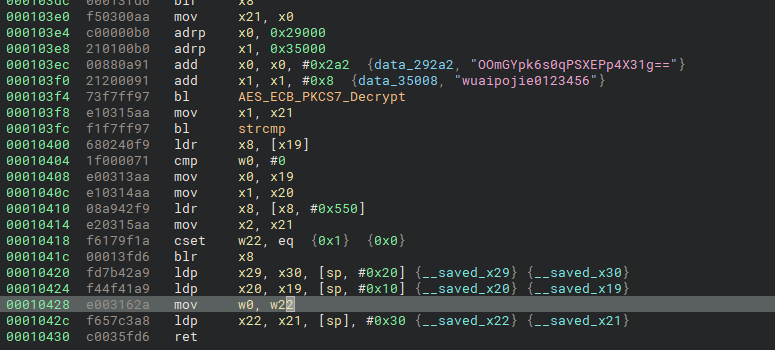 000103dc 00013fd6 blr x8
000103e0 f50300aa mov x21, x0
000103e4 c00000b0 adrp x0, 0x29000
000103e8 210100b0 adrp x1, 0x35000
000103ec 00880a91 add x0, x0, #0x2a2 {data_292a2, "OOmGYpk6s0qPSXEPp4X31g=="}
000103f0 21200091 add x1, x1, #0x8 {data_35008, "wuaipojie0123456"}
000103f4 73f7ff97 bl AES_ECB_PKCS7_Decrypt
000103f8 e10315aa mov x1, x21
000103fc f1f7ff97 bl strcmp
00010400 680240f9 ldr x8, [x19]
00010404 1f000071 cmp w0, #0
00010408 e00313aa mov x0, x19
0001040c e10314aa mov x1, x20
00010410 08a942f9 ldr x8, [x8, #0x550]
00010414 e20315aa mov x2, x21
00010418 f6179f1a cset w22, eq {0x1} {0x0}
0001041c 00013fd6 blr x8
00010420 fd7b42a9 ldp x29, x30, [sp, #0x20] {__saved_x29} {__saved_x30}
00010424 f44f41a9 ldp x20, x19, [sp, #0x10] {__saved_x20} {__saved_x19}
00010428 e003162a mov w0, w22
0001042c f657c3a8 ldp x22, x21, [sp], #0x30 {__saved_x22} {__saved_x21}
00010430 c0035fd6 ret